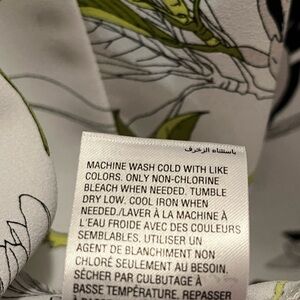 باستثناء الزخرف
MACHINE WASH COLD WITH LIKE
COLORS. ONLY NON-CHLORINE
BLEACH WHEN NEEDED. TUMBLE
DRY LOW. COOL IRON WHEN
NEEDED./LAVER À LA MACHINE À
L'EAU FROIDE AVEC DES COULEURS
SEMBLABLES. UTILISER UN
AGENT DE BLANCHIMENT NON
CHLORÉ SEULEMENT AU BESOIN.
SÉCHER PAR CULBUTAGE À
BASSE TEMPÉRATURE. REPASSER